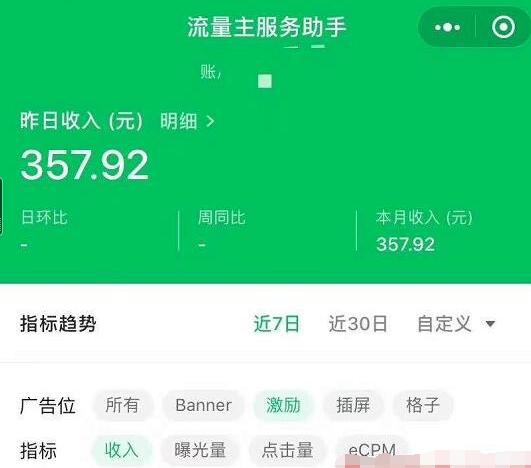 流量主服务助手
账,
昨日收入 (元) 明细 >
357.92
日环比 周同比 本月收入 (元)
- - 357.92
指标趋势 近7日 近30日 自定义
广告位 所有 Banner 激励 插屏 格子
指标 收入 曝光量 点击量 eCPM